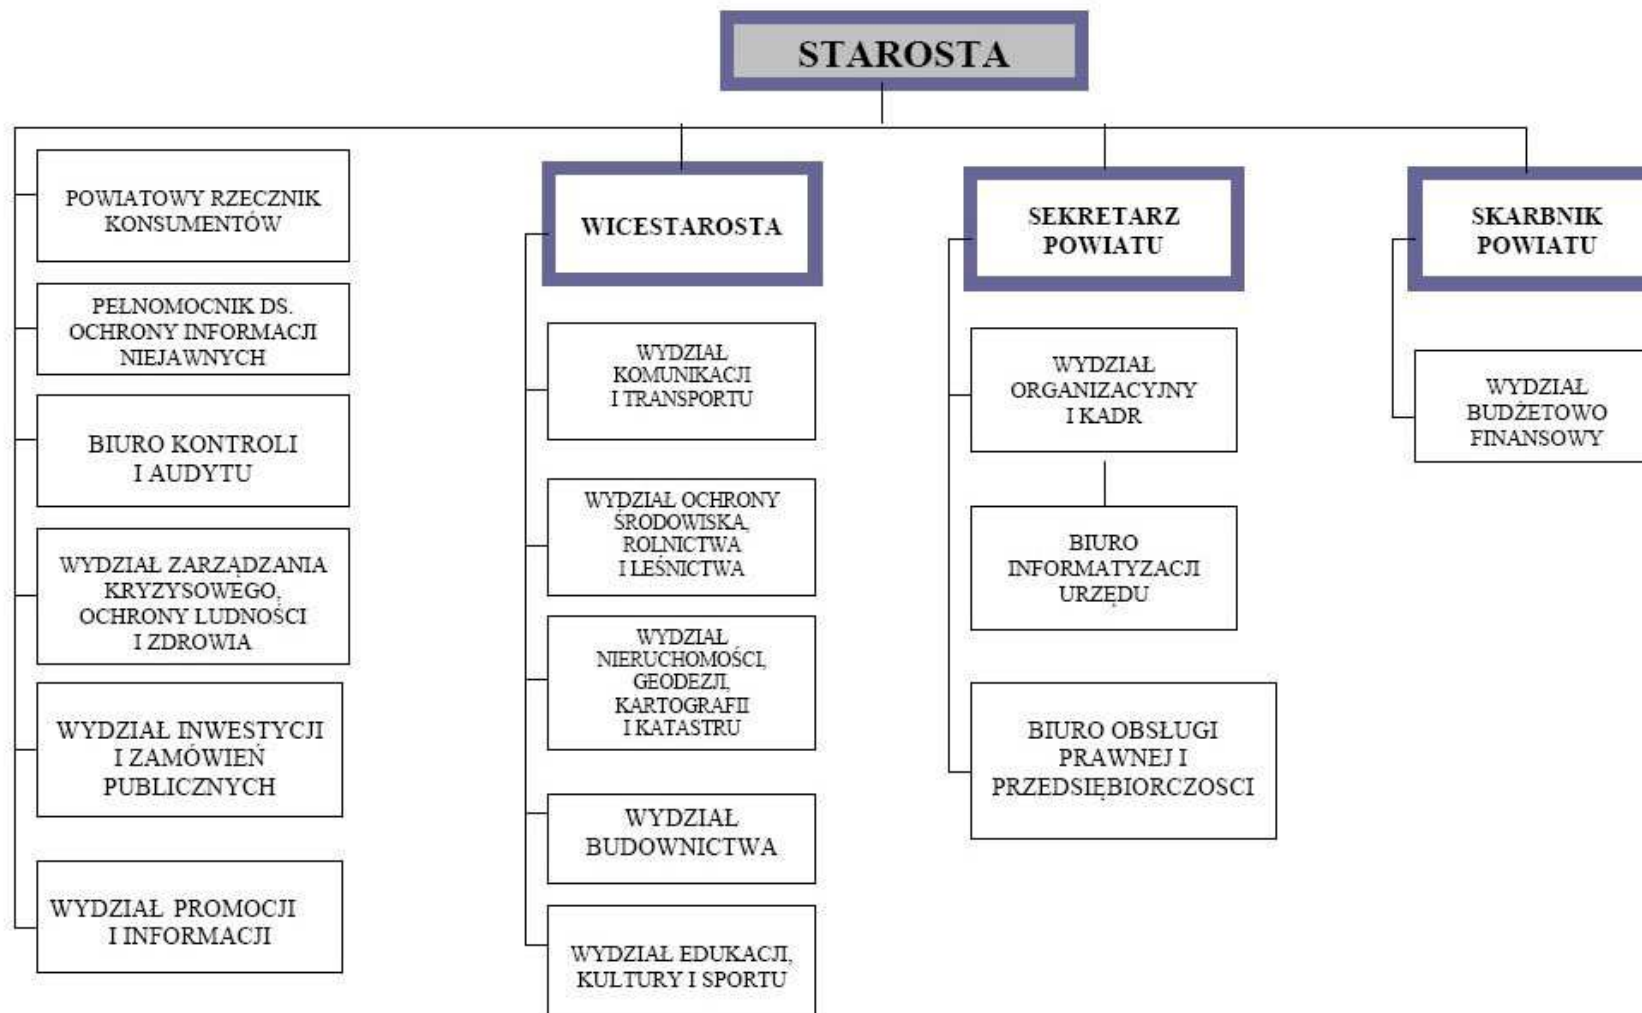 STAROSTA
POWIATOWY RZECZNIK
KONSUMENTÓW
PEŁNOMOCNIK DS.
OCHRONY INFORMACJI
NIEJAWNYCH
BIURO KONTROLI
I AUDYTU
WYDZIAŁ ZARZĄDZANIA
KRYZYSOWEGO,
OCHRONY LUDNOŚCI
I ZDROWIA
WYDZIAŁ INWESTYCJI
I ZAMÓWIEŃ
PUBLICZNYCH
WYDZIAŁ PROMOCJI
I INFORMACJI
WICESTAROSTA
WYDZIAŁ
KOMUNIKACJI
I TRANSPORTU
WYDZIAŁ OCHRONY
ŚRODOWISKA,
ROLNICTWA
I LEŚNICTWA
WYDZIAŁ
NIERUCHOMOŚCI,
GEODEZJI,
KARTOGRAFII
I KATASTRU
WYDZIAŁ
BUDOWNICTWA
WYDZIAŁ EDUKACJI,
KULTURY I SPORTU
SEKRETARZ
POWIATU
WYDZIAŁ
ORGANIZACYJNY
I KADR
BIURO
INFORMATYZACJI
URZĘDU
BIURO OBSŁUGI
PRAWNEJ I
PRZEDSIĘBIORCZOSCI
SKARBNIK
POWIATU
WYDZIAŁ
BUDŻETOWO
FINANSOWY